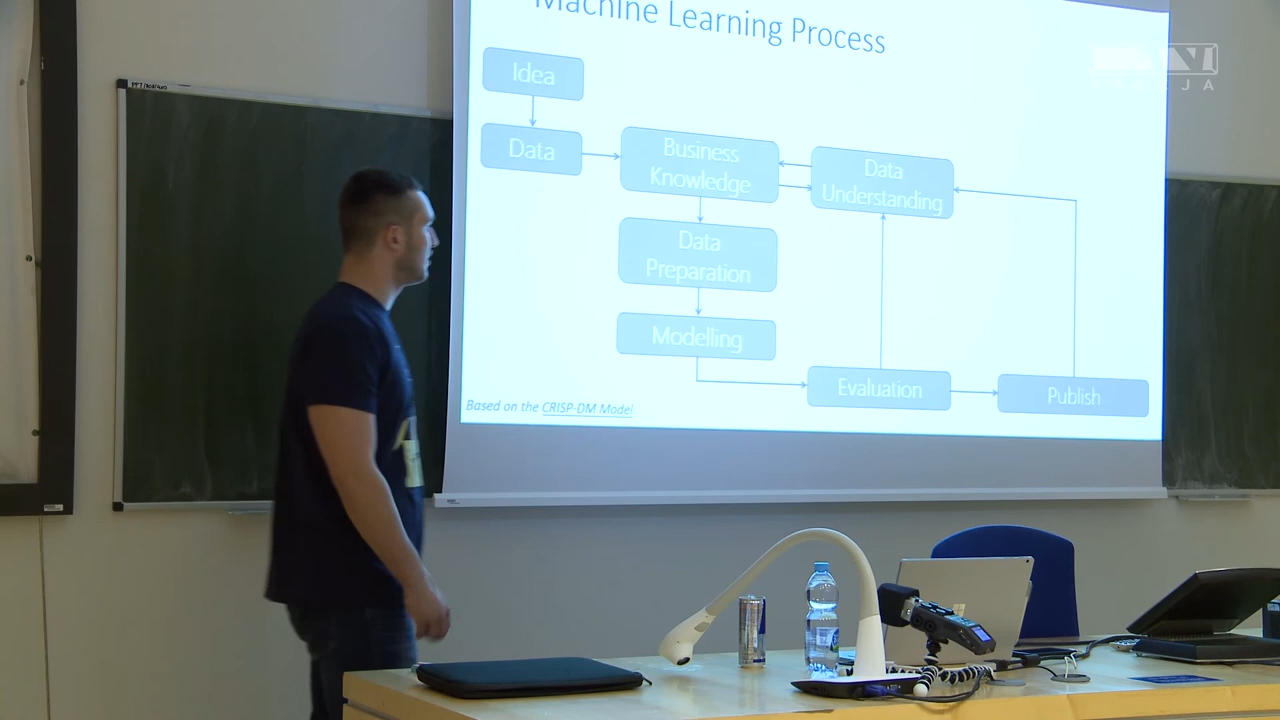 Machine Learning Process
Idea
Data
Business
Knowledge
Data
Understanding
Data
Preparation
Modelling
Evaluation
Publish
Based on the CRISP-DM Model